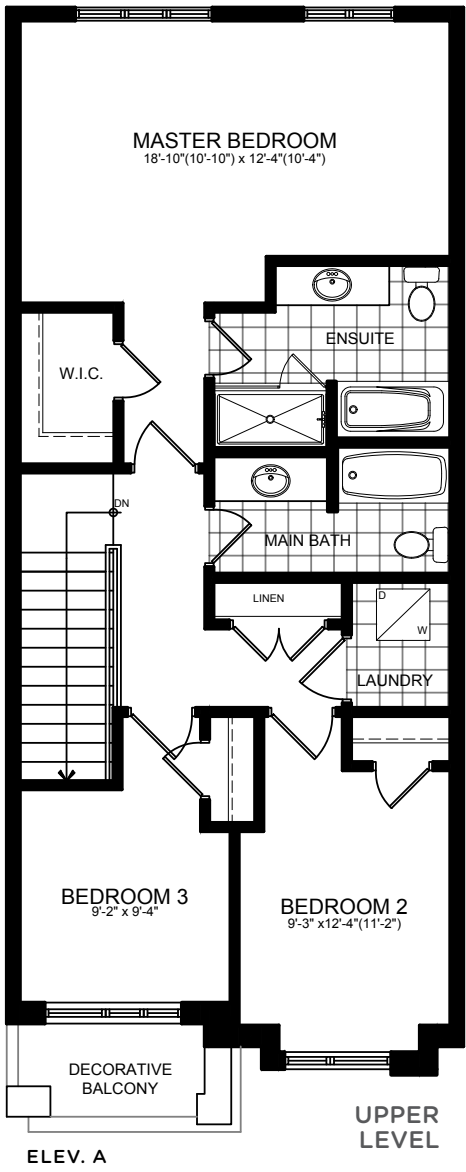 MASTER BEDROOM
18'-10"(10'-10") x 12'-4"(10'-4")
ENSUITE
W.I.C.
DN
MAIN BATH
LINEN
D
W
LAUNDRY
BEDROOM 3
9'-2" x 9'-4"
BEDROOM 2
9'-3" x12'-4"(11'-2")
DECORATIVE
BALCONY
UPPER
LEVEL
ELEV. A